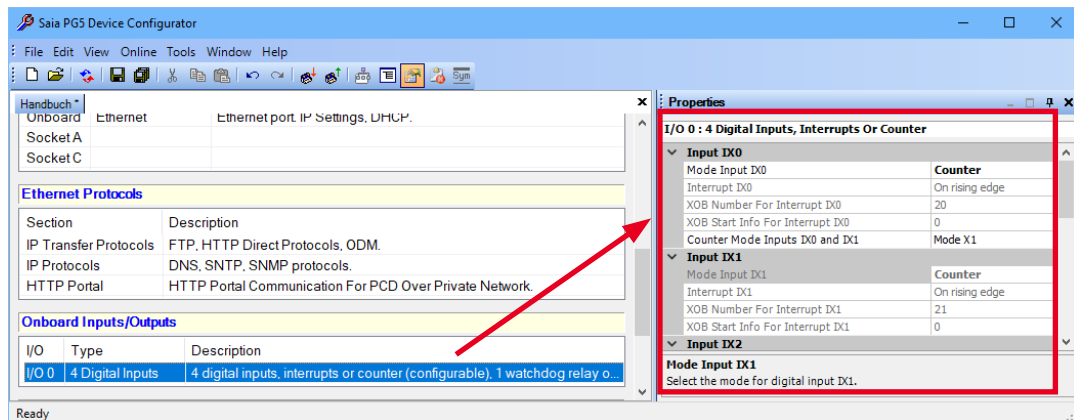 Saia PG5 Device Configurator
File Edit View Online Tools Window Help
Sym
Handbuch *
Onboard Ethernet Ethernet port. IP Settings, DHCP.
Socket A
Socket C
Ethernet Protocols
Section Description
IP Transfer Protocols FTP, HTTP Direct Protocols, ODM.
IP Protocols DNS, SNTP, SNMP protocols.
HTTP Portal HTTP Portal Communication For PCD Over Private Network.
Onboard Inputs/Outputs
I/O Type Description
I/O 0 4 Digital Inputs 4 digital inputs, interrupts or counter (configurable), 1 watchdog relay o...
Ready
Properties
I/O 0 : 4 Digital Inputs, Interrupts Or Counter
Input IX0
Mode Input IX0 Counter
Interrupt IX0 On rising edge
XOB Number For Interrupt IX0 20
XOB Start Info For Interrupt IX0 0
Counter Mode Inputs IX0 and IX1 Mode X1
Input IX1
Mode Input IX1 Counter
Interrupt IX1 On rising edge
XOB Number For Interrupt IX1 21
XOB Start Info For Interrupt IX1 0
Input IX2
Mode Input IX1
Select the mode for digital input IX1.